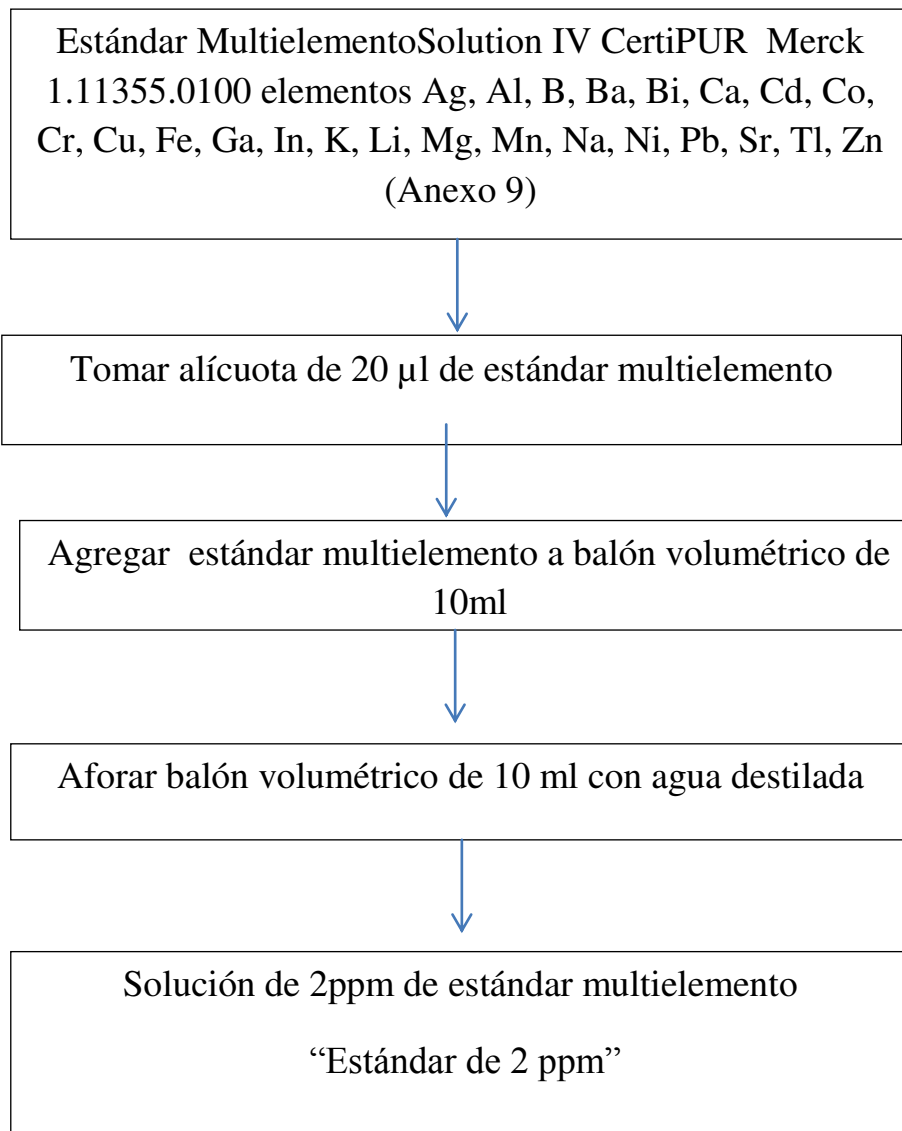 Estándar MultielementoSolution IV CertiPUR  Merck
1.11355.0100 elementos Ag, Al, B, Ba, Bi, Ca, Cd, Co,
Cr, Cu, Fe, Ga, In, K, Li, Mg, Mn, Na, Ni, Pb, Sr, Tl, Zn
(Anexo 9)
Tomar alícuota de 20 µl de estándar multielemento
Agregar  estándar multielemento a balón volumétrico de
10ml
Aforar balón volumétrico de 10 ml con agua destilada
Solución de 2ppm de estándar multielemento
“Estándar de 2 ppm”